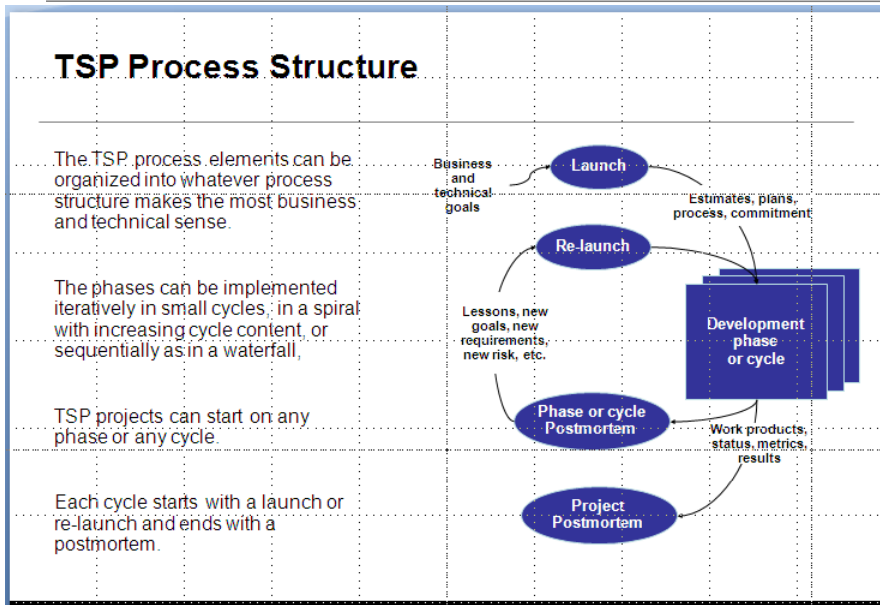 TSP Process Structure
The TSP process elements can be
organized into whatever process
structure makes the most business
and technical sense.
The phases can be implemented
iteratively in small cycles, in a spiral
with increasing cycle content, or
sequentially as in a waterfall,
TSP projects can start on any
phase or any cycle.
Each cycle starts with a launch or
re-launch and ends with a
postmortem.
Business
and
technical
goals
Launch
Estimates, plans,
process, commitment
Re-launch
Lessons, new
goals, new
requirements,
new risk, etc.
Development
phase
or cycle
Phase or cycle
Postmortem
Work products,
status, metrics,
results
Project
Postmortem